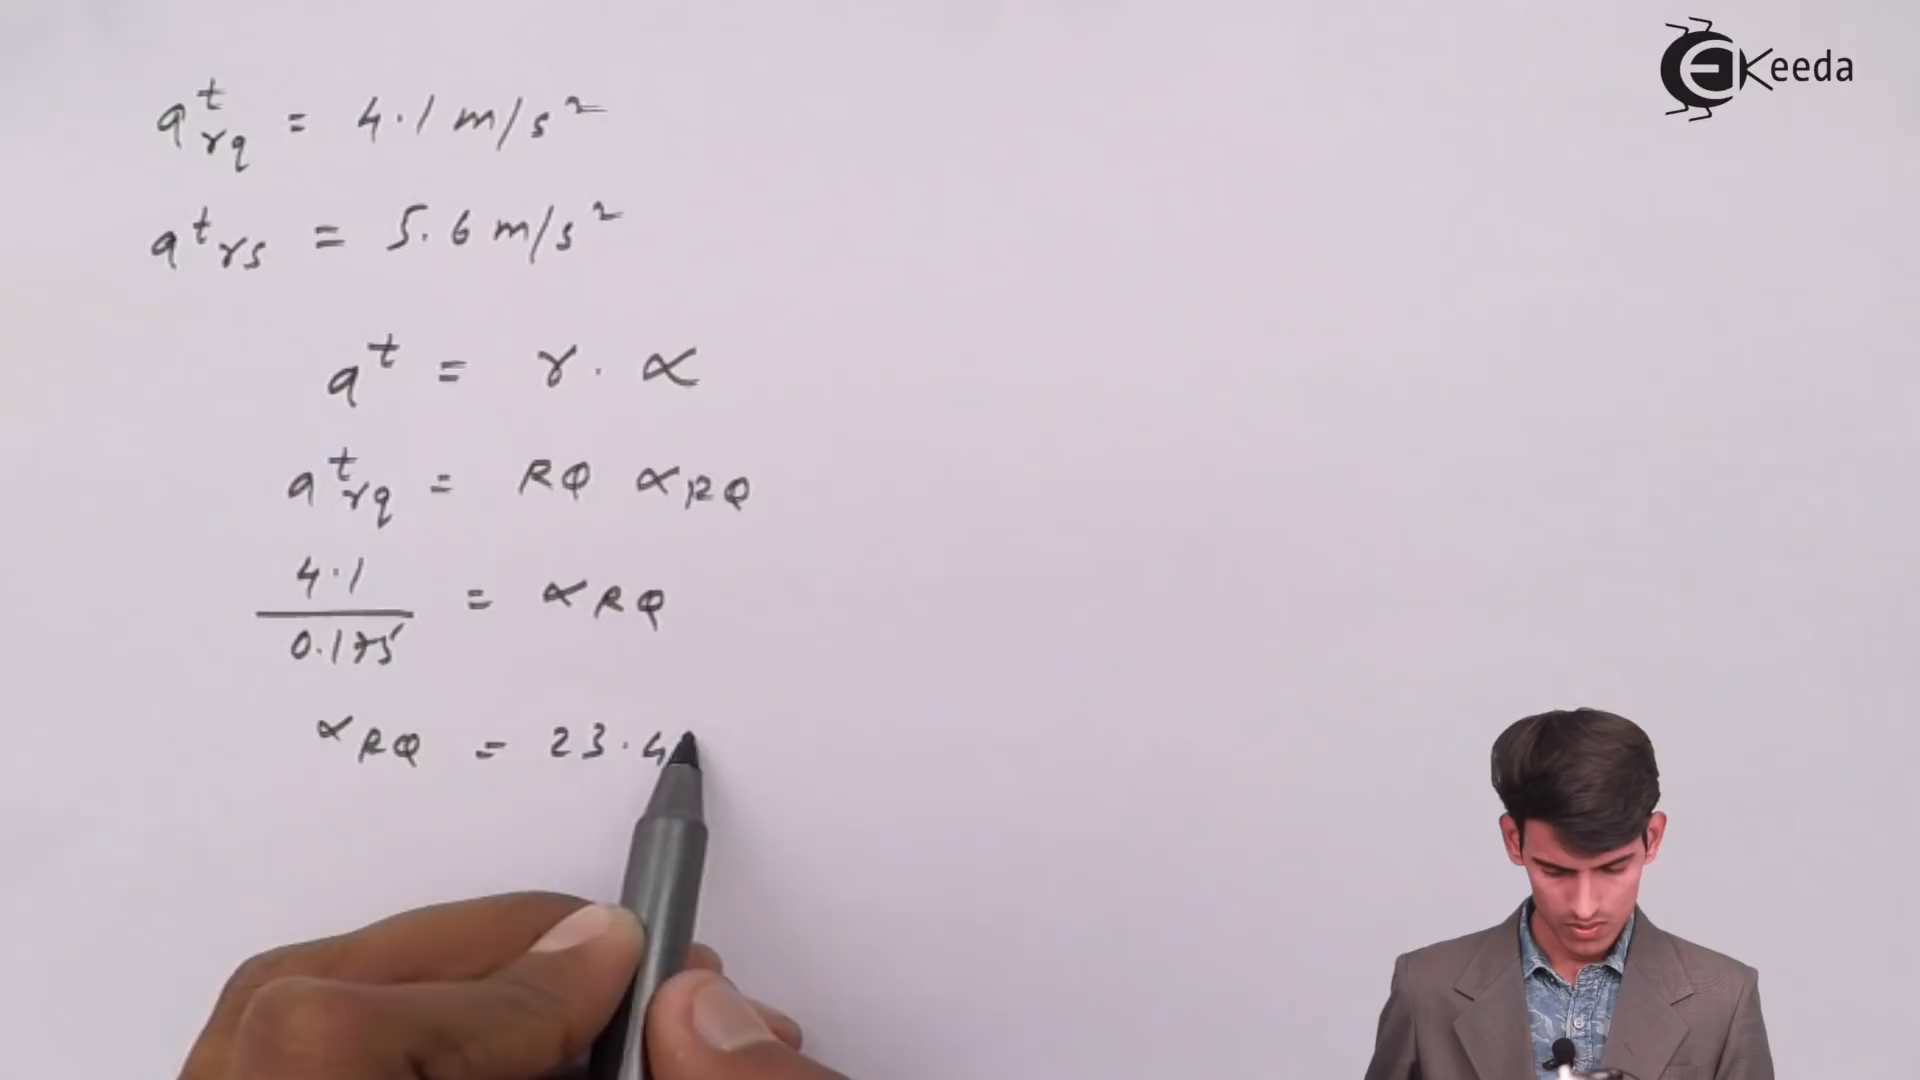 a^t_rq = 4.1 m/s²
a^t_rs = 5.6 m/s²
a^t = r . α
a^t_rq = RQ α_RQ
4.1
0.175
= α_RQ
α_RQ = 23.4
EKeeda